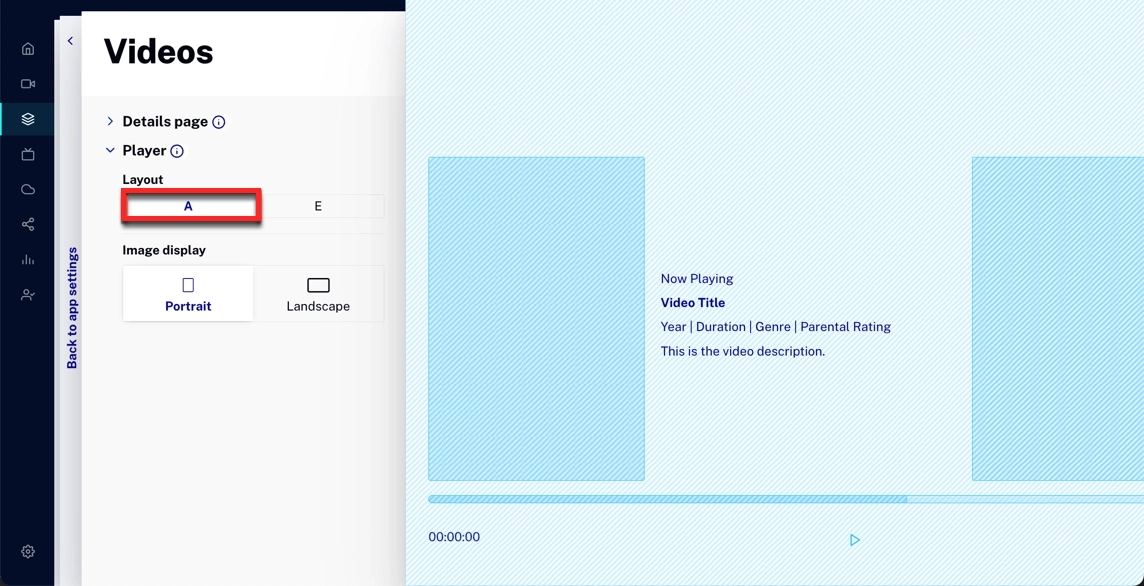 Videos
Details page
Player
Layout
A
E
Image display
Portrait
Landscape
Back to app settings
Now Playing
Video Title
Year | Duration | Genre | Parental Rating
This is the video description.
00:00:00